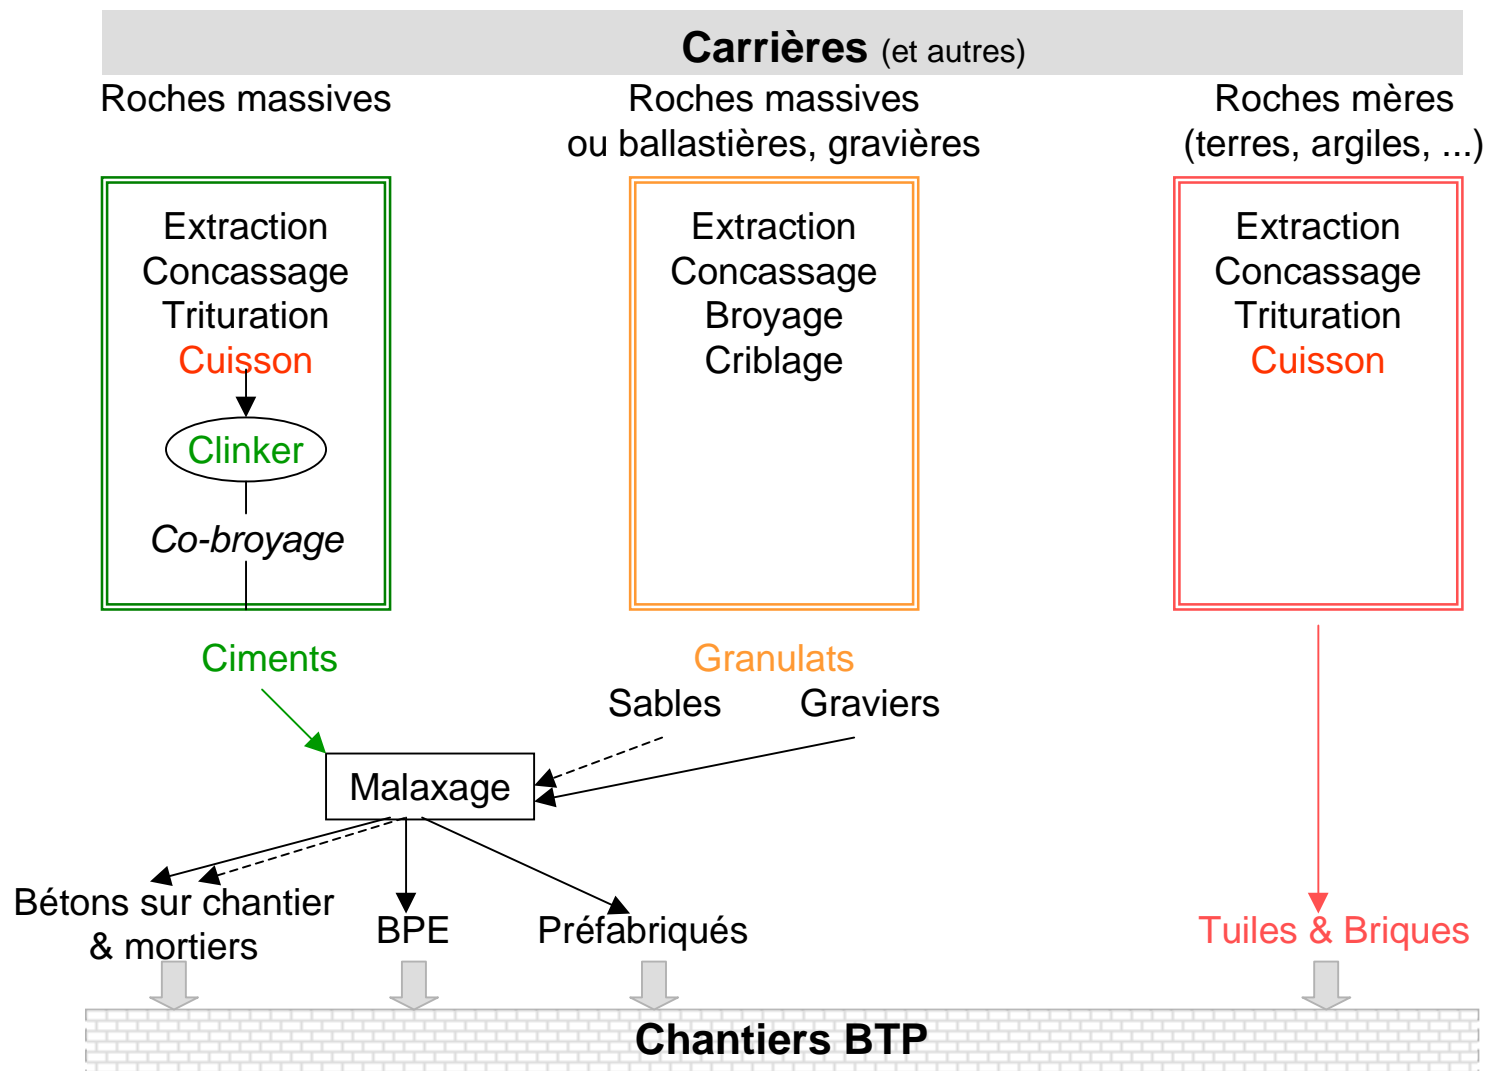 Carrières (et autres)
Roches massives
Roches massives
ou ballastières, gravières
Roches mères
(terres, argiles, ...)
Extraction
Concassage
Trituration
Cuisson
Clinker
Co-broyage
Extraction
Concassage
Broyage
Criblage
Extraction
Concassage
Trituration
Cuisson
Ciments
Granulats
Sables
Graviers
Malaxage
Bétons sur chantier
& mortiers
BPE
Préfabriqués
Tuiles & Briques
Chantiers BTP